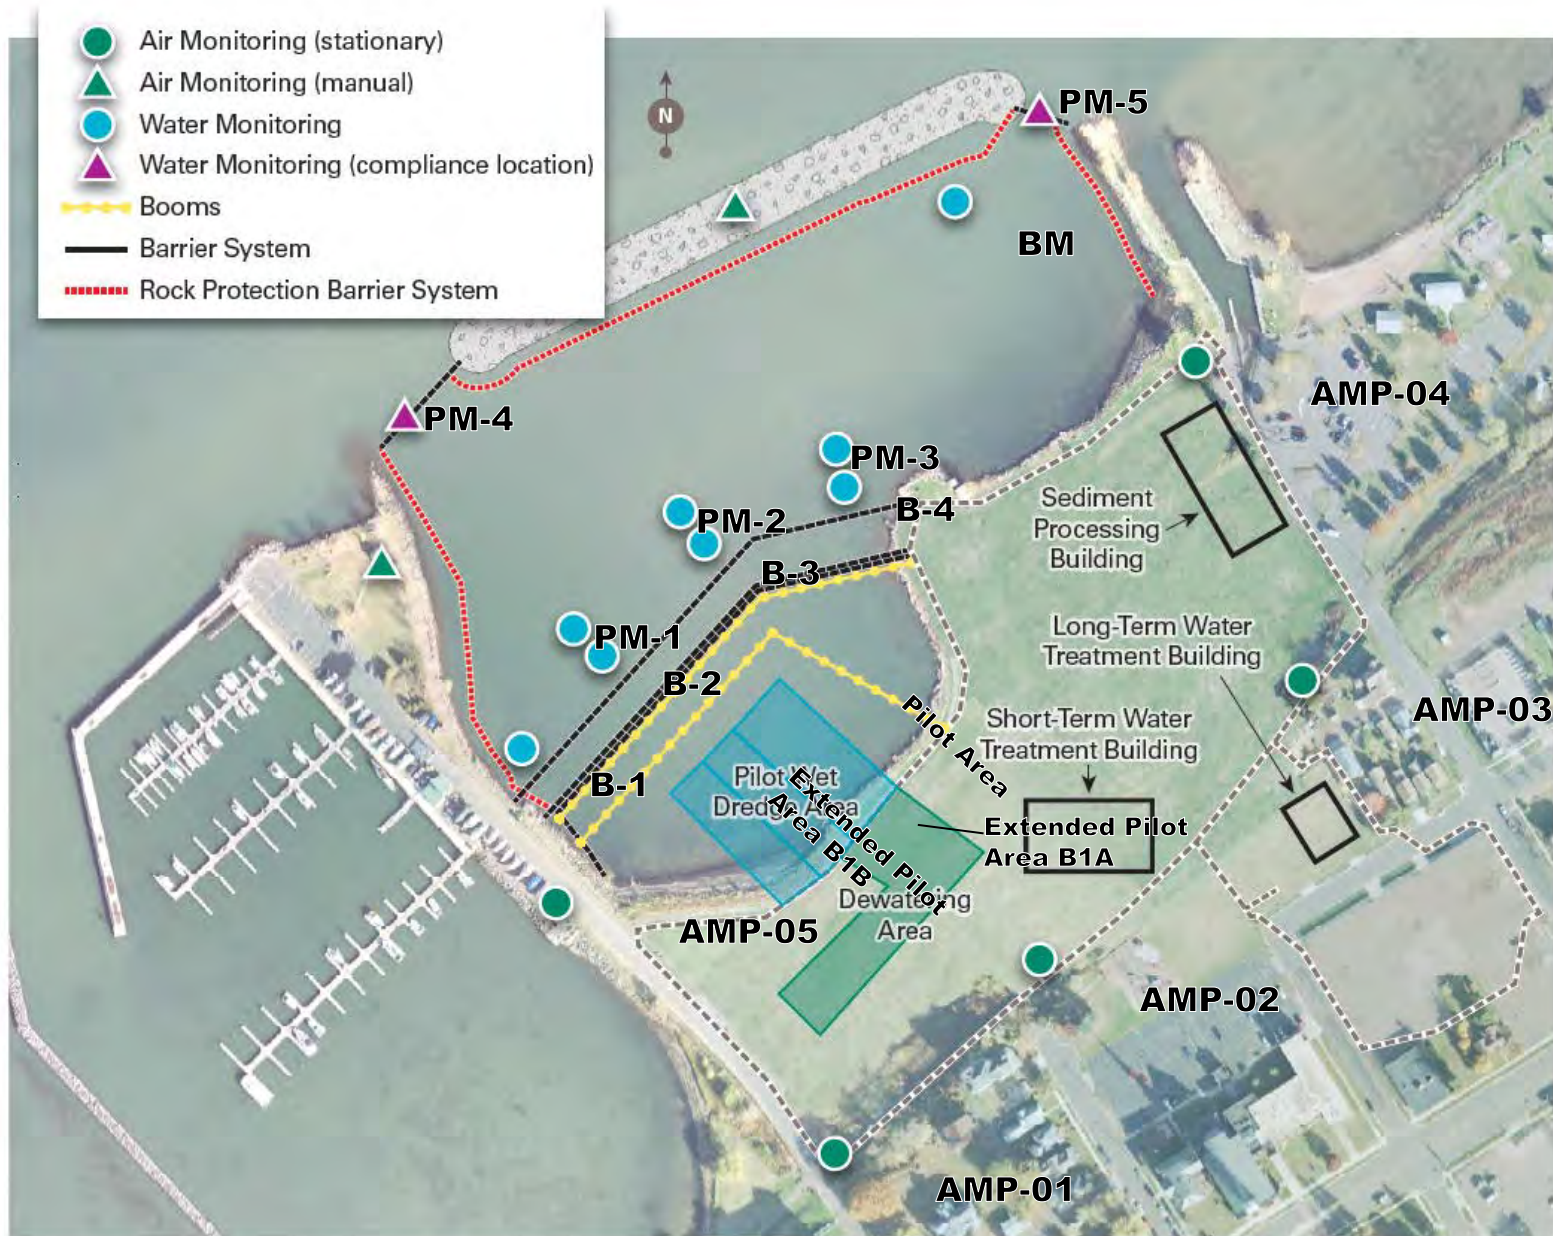 Air Monitoring (stationary)
Air Monitoring (manual)
Water Monitoring
Water Monitoring (compliance location)
Booms
Barrier System
Rock Protection Barrier System
N
PM-5
BM
AMP-04
PM-4
PM-3
PM-2
B-4
Sediment
Processing
Building
B-3
PM-1
Long-Term Water
Treatment Building
B-2
AMP-03
Pilot Area
Short-Term Water
Treatment Building
B-1
Pilot Wet
Dredge Area
Extended Pilot
Area B1B
Extended Pilot
Area B1A
Dewatering
Area
AMP-05
AMP-02
AMP-01